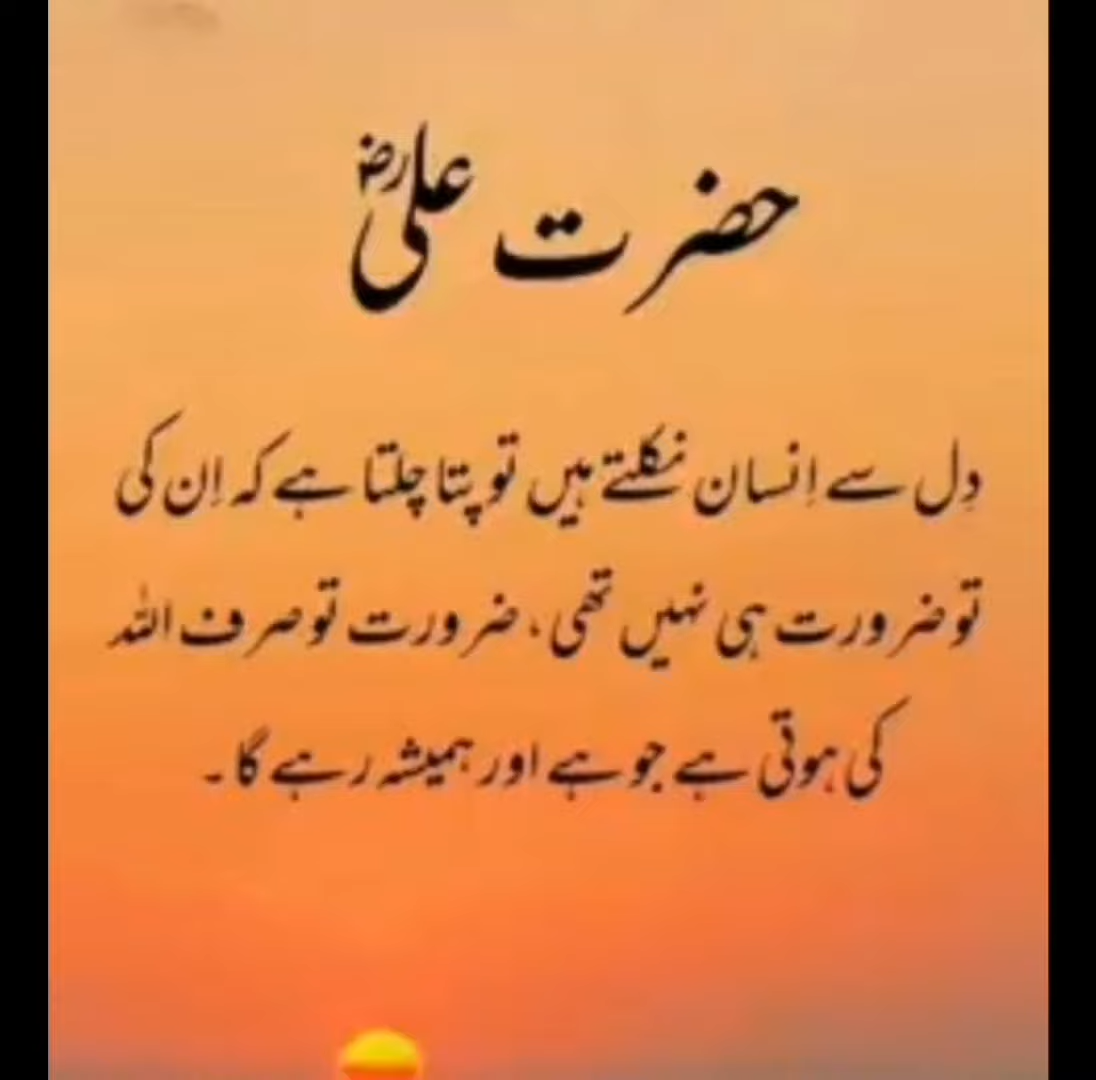 حضرت علیؓ
دِل سے اِنسان نکلتے ہیں تو پتا چلتا ہے کہ اِن کی
تو ضرورت ہی نہیں تھی، ضرورت تو صرف اللہ
کی ہوتی ہے جو ہے اور ہمیشہ رہے گا۔